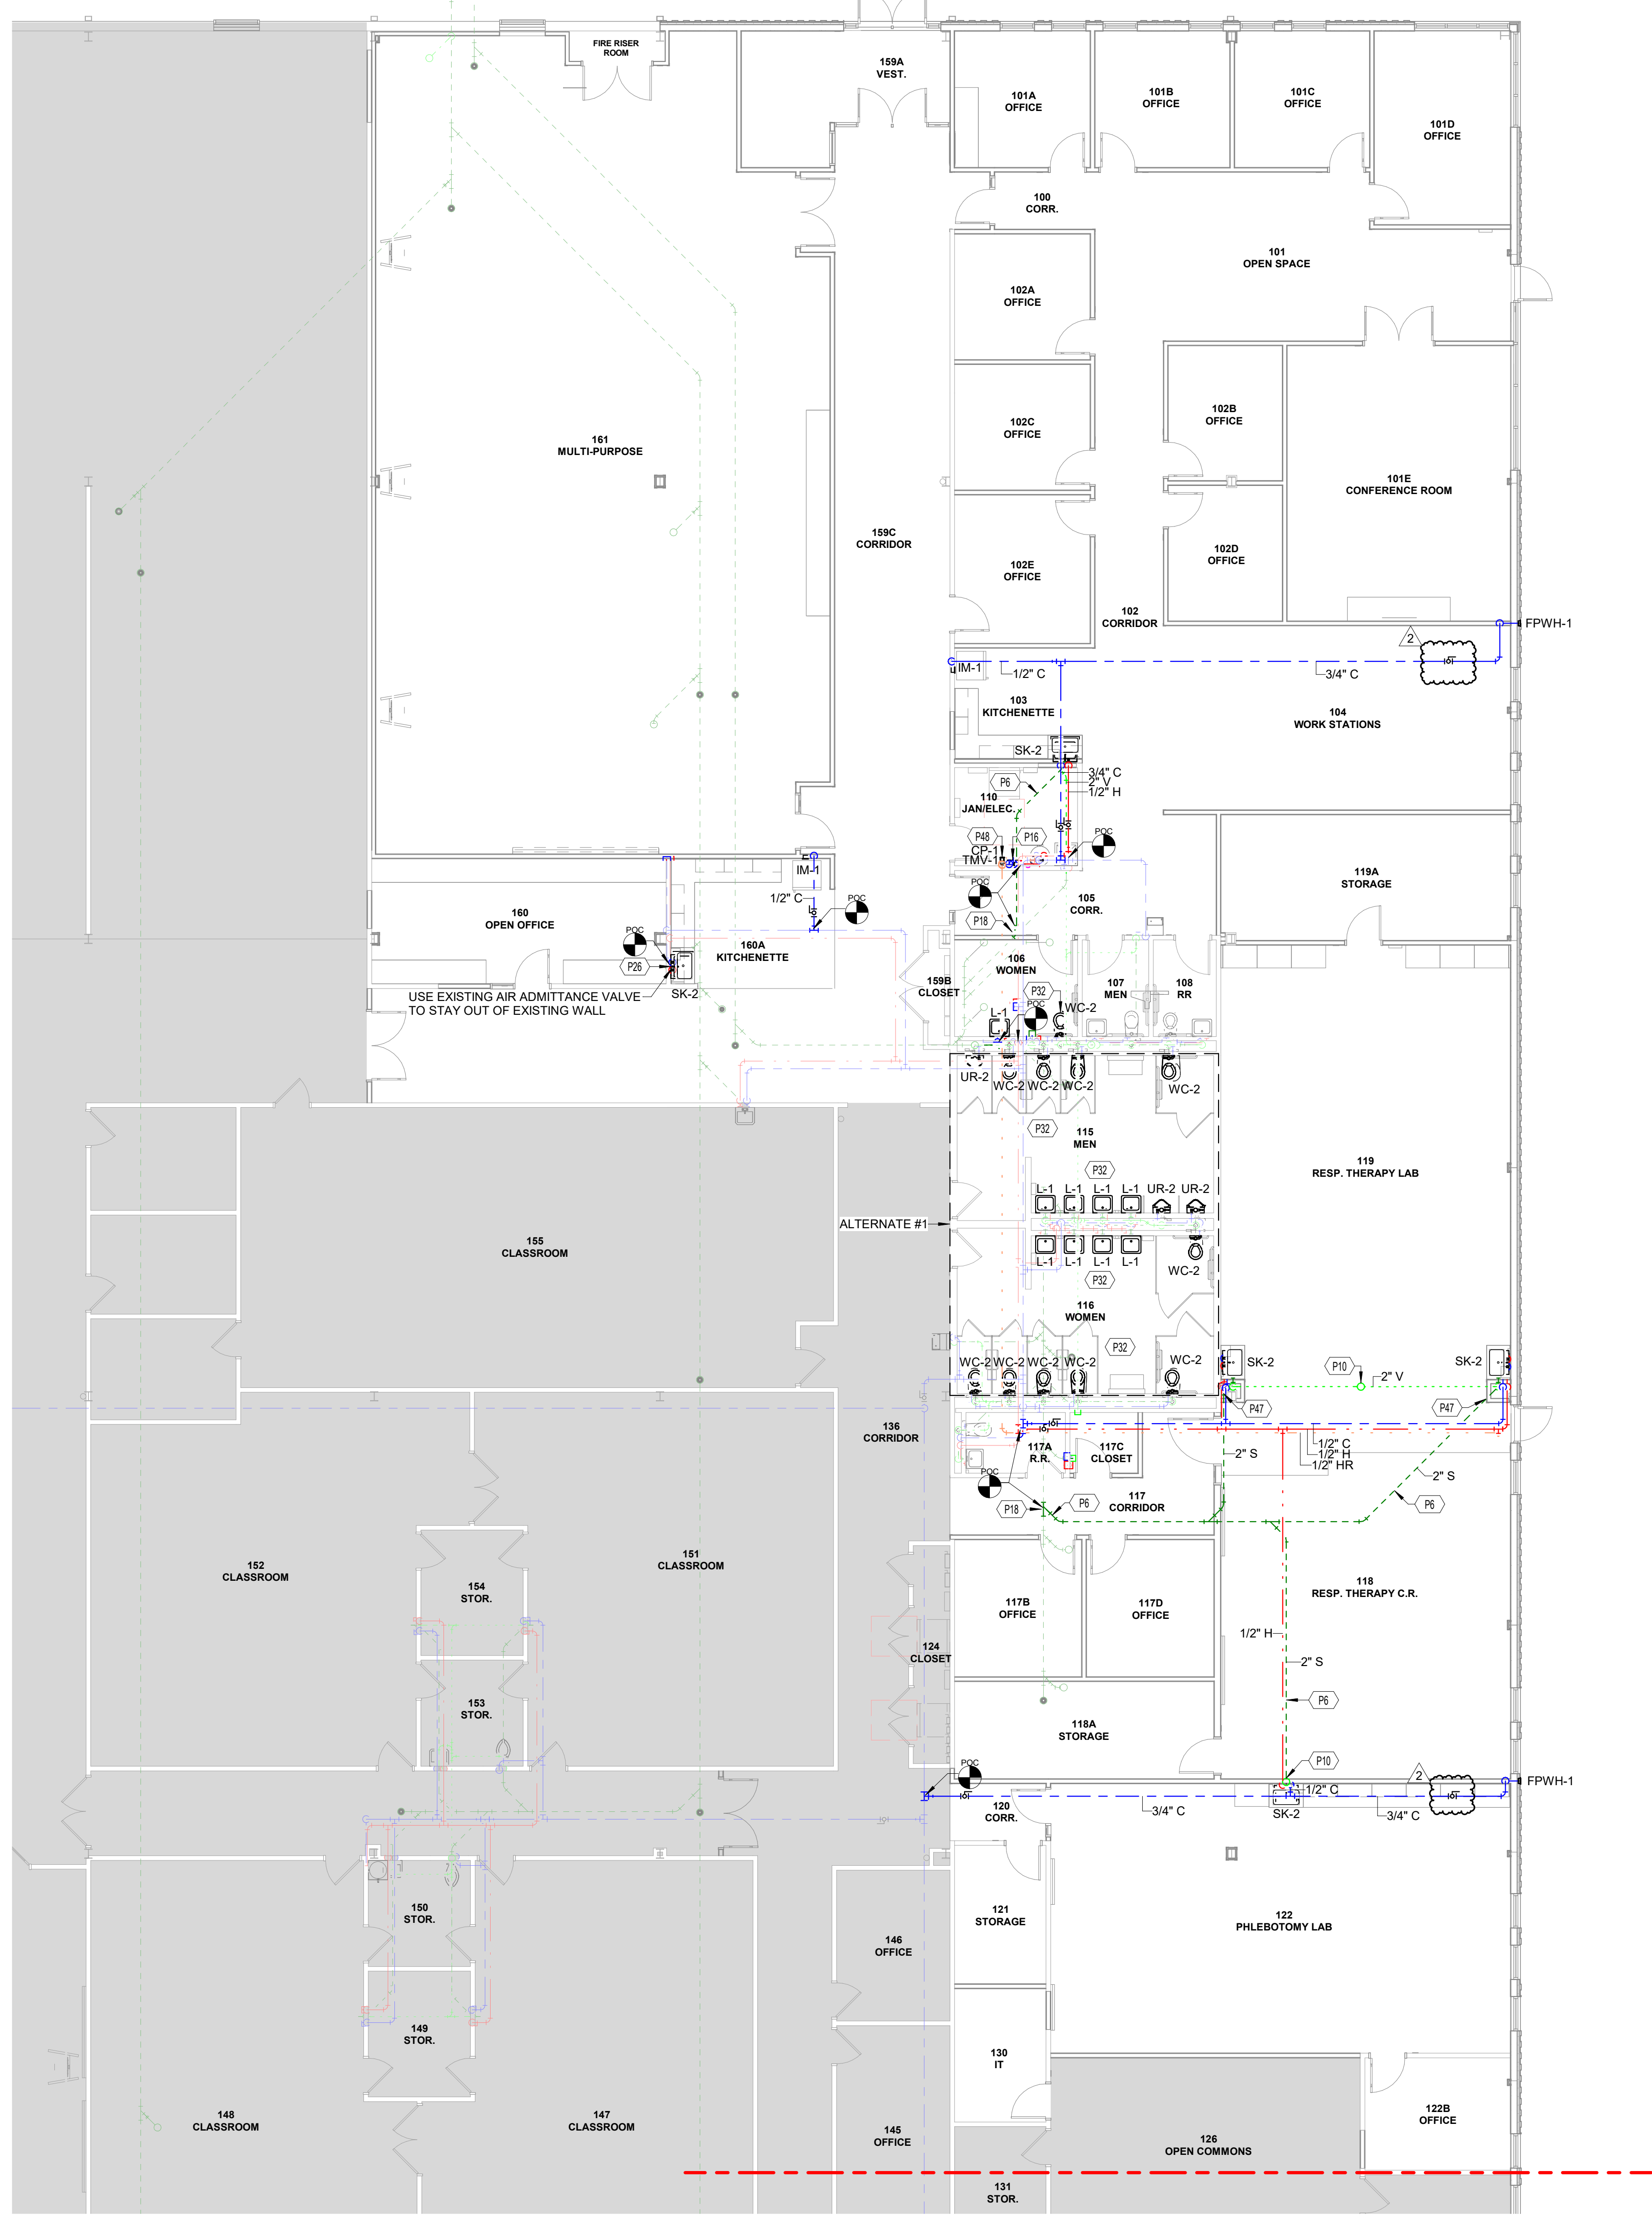 FIRE RISER
ROOM
159A
VEST.
101A
OFFICE
101B
OFFICE
101C
OFFICE
101D
OFFICE
100
CORR.
101
OPEN SPACE
102A
OFFICE
102B
OFFICE
102C
OFFICE
161
MULTI-PURPOSE
101E
CONFERENCE ROOM
159C
CORRIDOR
102D
OFFICE
102E
OFFICE
102
CORRIDOR
FPWH-1
2
IM-1
1/2" C
3/4" C
103
KITCHENETTE
104
WORK STATIONS
SK-2
3/4" C
2" V
1/2" H
P6
110
JAN/ELEC.
P48
P16
CP-1
TMV-1
POC
POC
IM-1
1/2" C
POC
119A
STORAGE
105
CORR.
P18
160
OPEN OFFICE
POC
P26
160A
KITCHENETTE
SK-2
USE EXISTING AIR ADMITTANCE VALVE
TO STAY OUT OF EXISTING WALL
106
WOMEN
159B
CLOSET
107
MEN
108
RR
P32
POC
L-1
WC-2
UR-2
WC-2
WC-2
WC-2
WC-2
P32
115
MEN
P32
119
RESP. THERAPY LAB
L-1
L-1
L-1
L-1
UR-2
UR-2
ALTERNATE #1
155
CLASSROOM
L-1
L-1
L-1
L-1
WC-2
P32
116
WOMEN
P32
WC-2
WC-2
WC-2
WC-2
WC-2
SK-2
SK-2
P10
2" V
P47
P47
136
CORRIDOR
117A
R.R.
117C
CLOSET
1/2" C
1/2" H
1/2" HR
2" S
2" S
POC
P18
P6
117
CORRIDOR
P6
152
CLASSROOM
151
CLASSROOM
154
STOR.
118
RESP. THERAPY C.R.
117B
OFFICE
117D
OFFICE
1/2" H
124
CLOSET
2" S
P6
153
STOR.
118A
STORAGE
P10
POC
2
FPWH-1
1/2" C
120
CORR.
3/4" C
SK-2
3/4" C
150
STOR.
121
STORAGE
122
PHLEBOTOMY LAB
146
OFFICE
149
STOR.
130
IT
148
CLASSROOM
147
CLASSROOM
122B
OFFICE
145
OFFICE
126
OPEN COMMONS
131
STOR.